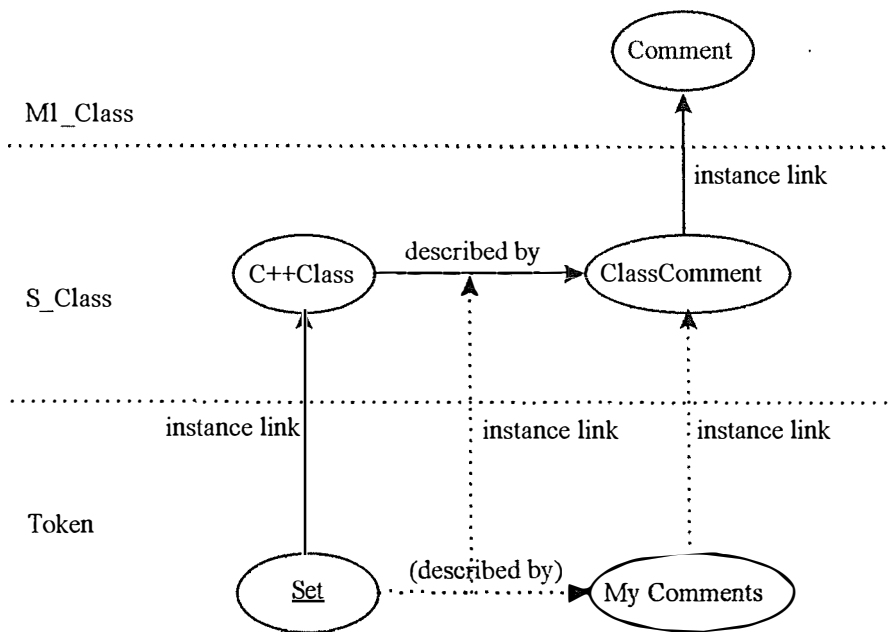 Comment
M1_Class
instance link
described by
C++Class
ClassComment
S_Class
instance link
instance link
instance link
Token
(described by)
Set
My Comments